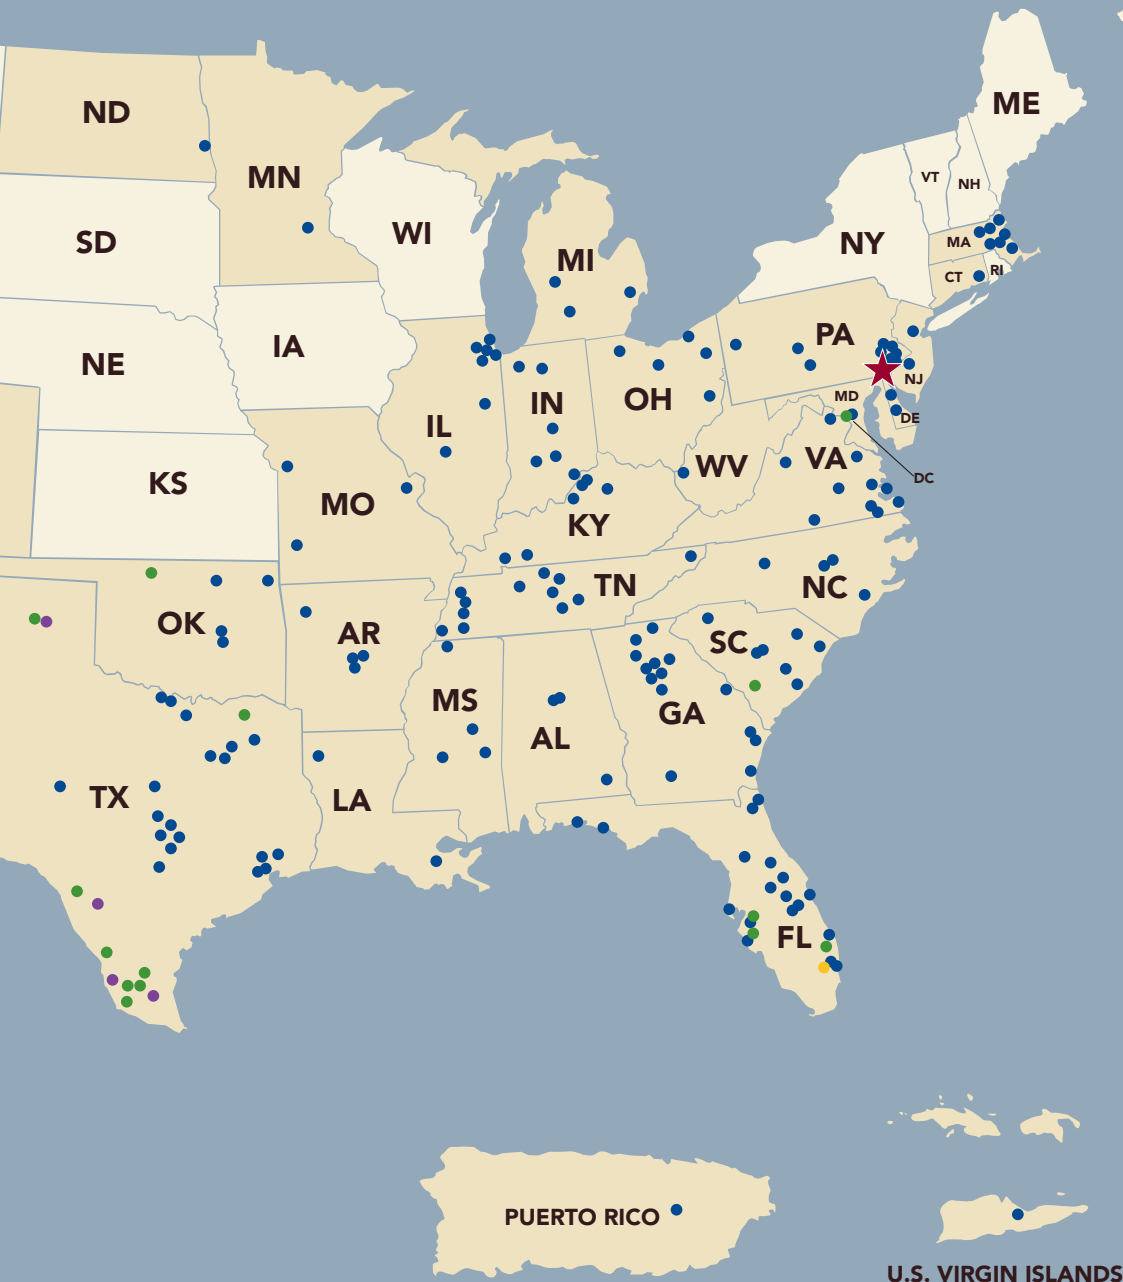 ME
ND
MN
VT
NH
WI
SD
NY
MA
MI
RI
CT
PA
IA
NE
NJ
MD
OH
IN
DE
IL
VA
WV
DC
KS
MO
KY
TN
NC
OK
AR
SC
MS
GA
AL
TX
LA
FL
PUERTO RICO
U.S. VIRGIN ISLANDS